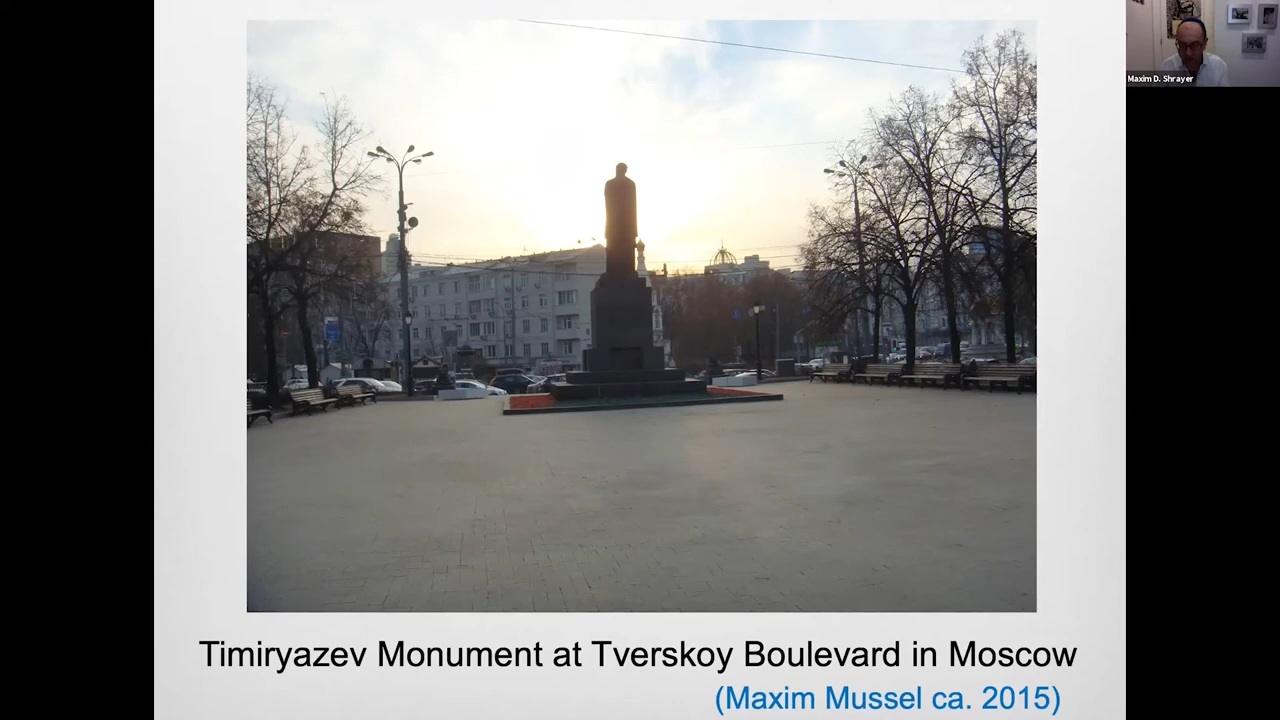 Maxim D. Shrayer
Timiryazev Monument at Tverskoy Boulevard in Moscow
(Maxim Mussel ca. 2015)